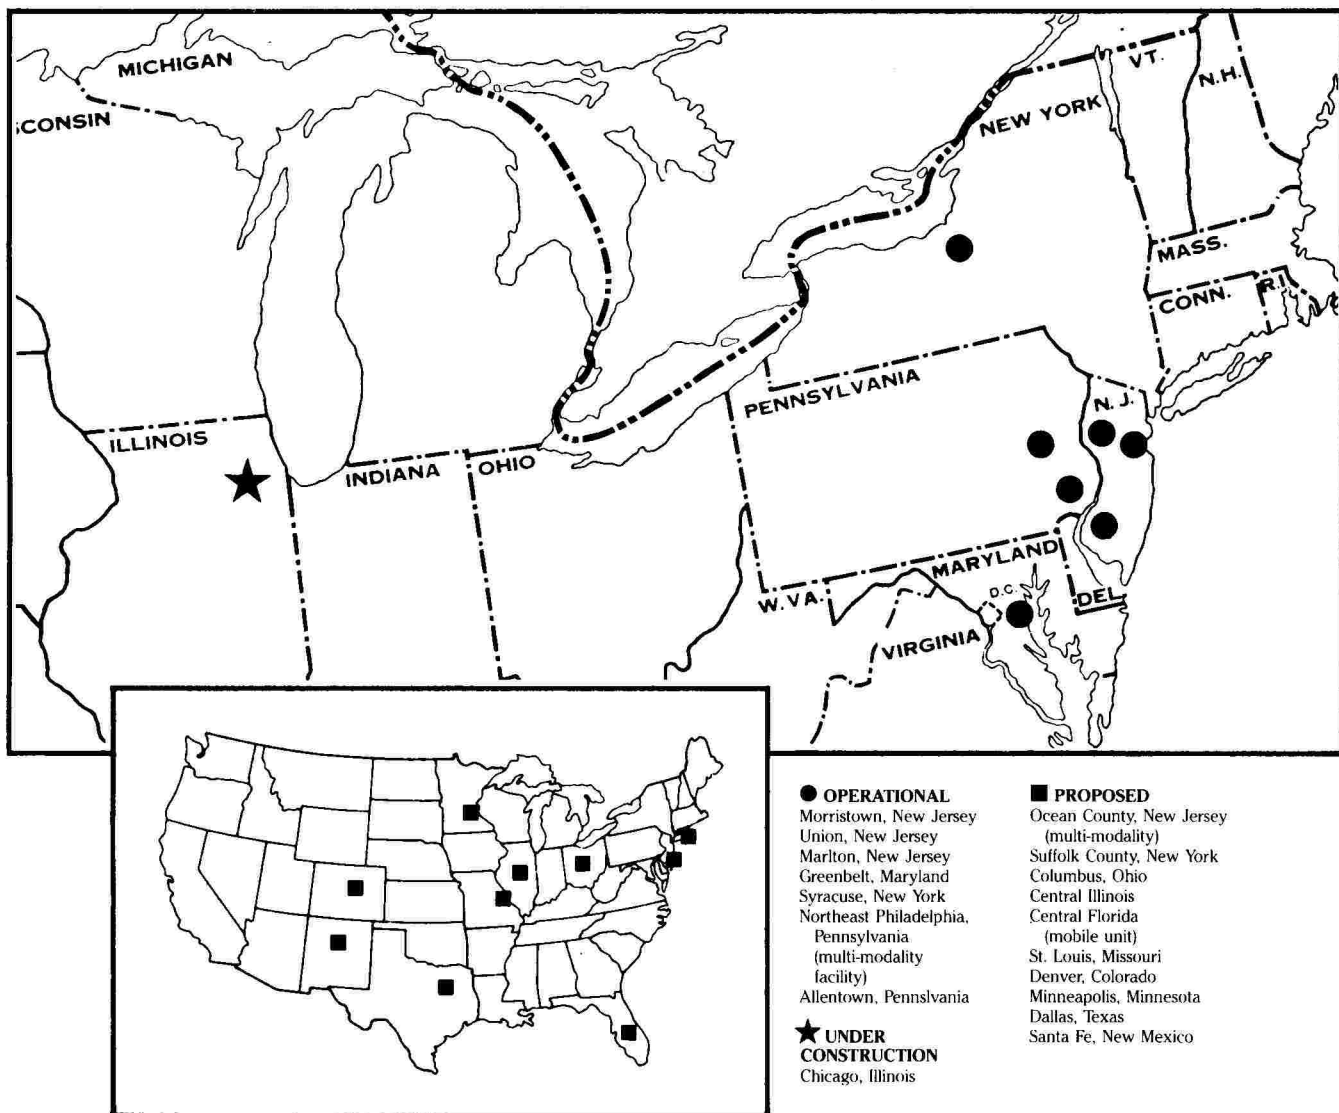 MICHIGAN
SCONSIN
VT.
N.H.
NEW YORK
MASS.
CONN.
R.I.
PENNSYLVANIA
N.J.
ILLINOIS
INDIANA
OHIO
MARYLAND
W.VA.
D.C.
DEL.
VIRGINIA
OPERATIONAL
Morristown, New Jersey
Union, New Jersey
Marlton, New Jersey
Greenbelt, Maryland
Syracuse, New York
Northeast Philadelphia,
Pennsylvania
(multi-modality
facility)
Allentown, Pennslvania
UNDER
CONSTRUCTION
Chicago, Illinois
PROPOSED
Ocean County, New Jersey
(multi-modality)
Suffolk County, New York
Columbus, Ohio
Central Illinois
Central Florida
(mobile unit)
St. Louis, Missouri
Denver, Colorado
Minneapolis, Minnesota
Dallas, Texas
Santa Fe, New Mexico